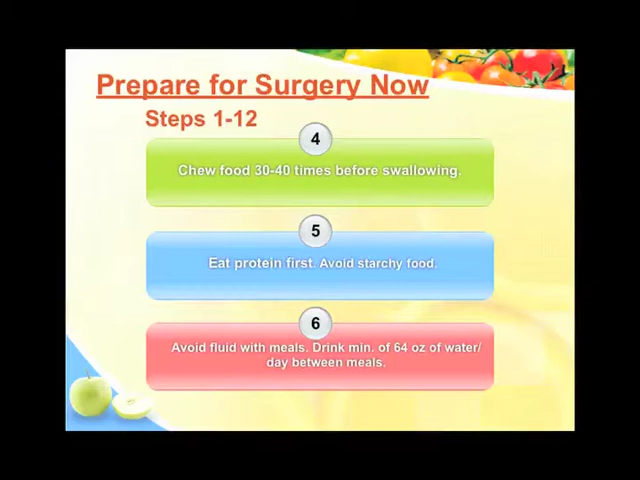 Prepare for Surgery Now
Steps 1-12
4
Chew food 30-40 times before swallowing.
5
Eat protein first. Avoid starchy food.
6
Avoid fluid with meals. Drink min. of 64 oz of water/
day between meals.